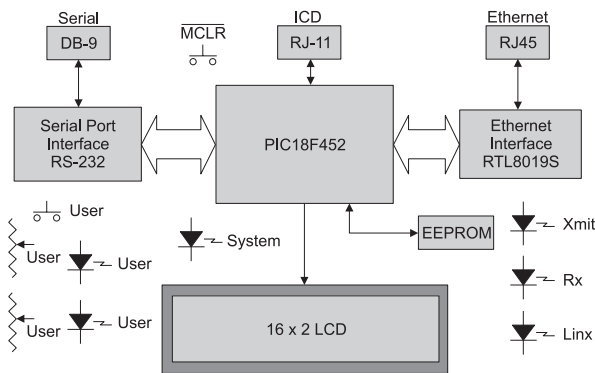 Serial
ICD
Ethernet
DB-9
MCLR
RJ-11
RJ45
Serial Port
Interface
RS-232
PIC18F452
Ethernet
Interface
RTL8019S
User
User
User
System
EEPROM
Xmit
User
User
16 x 2 LCD
Rx
Linx